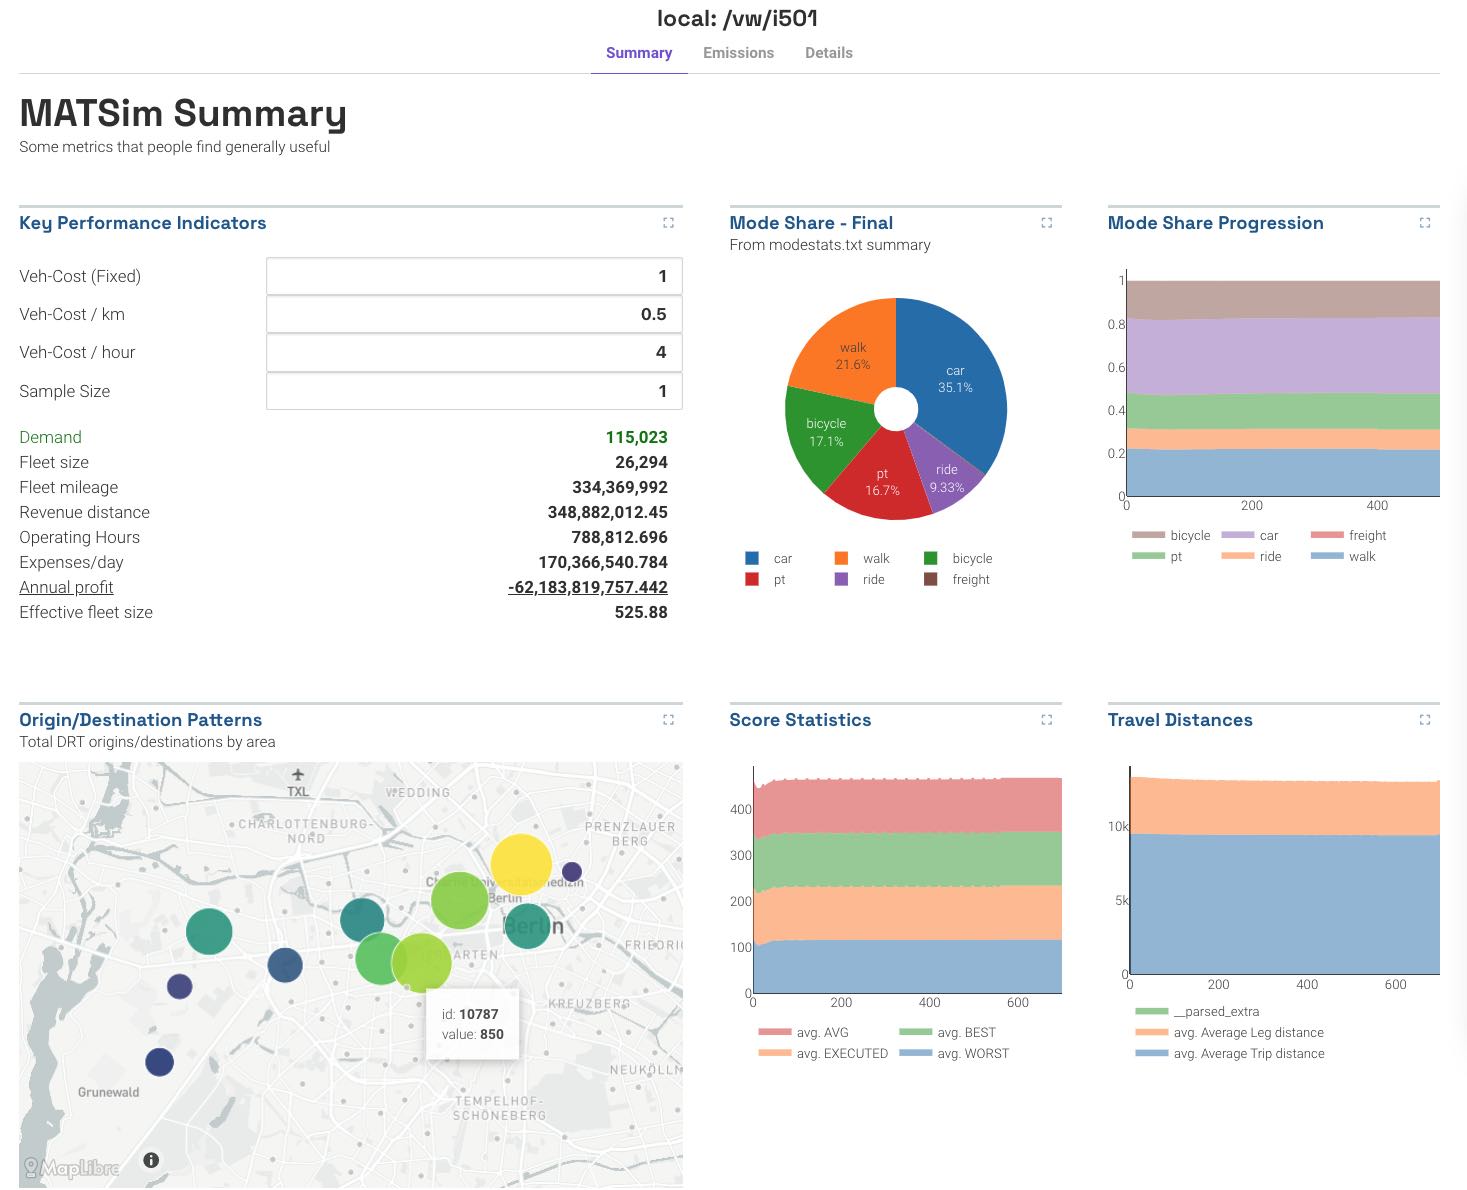 local: /vw/i501
Summary Emissions Details
MATSim Summary
Some metrics that people find generally useful
Key Performance Indicators
Veh-Cost (Fixed) 1
Veh-Cost / km 0.5
Veh-Cost / hour 4
Sample Size 1
Demand 115,023
Fleet size 26,294
Fleet mileage 334,369,992
Revenue distance 348,882,012.45
Operating Hours 788,812.696
Expenses/day 170,366,540.784
Annual profit -62,183,819,757.442
Effective fleet size 525.88
Mode Share - Final
From modestats.txt summary
walk
21.6%
car
35.1%
bicycle
17.1%
pt
16.7%
ride
9.33%
car walk bicycle
pt ride freight
Mode Share Progression
1
0.8
0.6
0.4
0.2
0
0 200 400
bicycle car freight
pt ride walk
Origin/Destination Patterns
Total DRT origins/destinations by area
TXL
WEDDING
CHARLOTTENBURG-
NORD
PRENZLAUER
BERG
Berlin
Berlin
KREUZBERG
id: 10787
value: 850
Grunewald
TEMPELHOF-
SCHÖNEBERG
MapLibre
Score Statistics
400
300
200
100
0
0 200 400 600
avg. AVG avg. BEST
avg. EXECUTED avg. WORST
Travel Distances
10k
5k
0
0 200 400 600
__parsed_extra
avg. Average Leg distance
avg. Average Trip distance